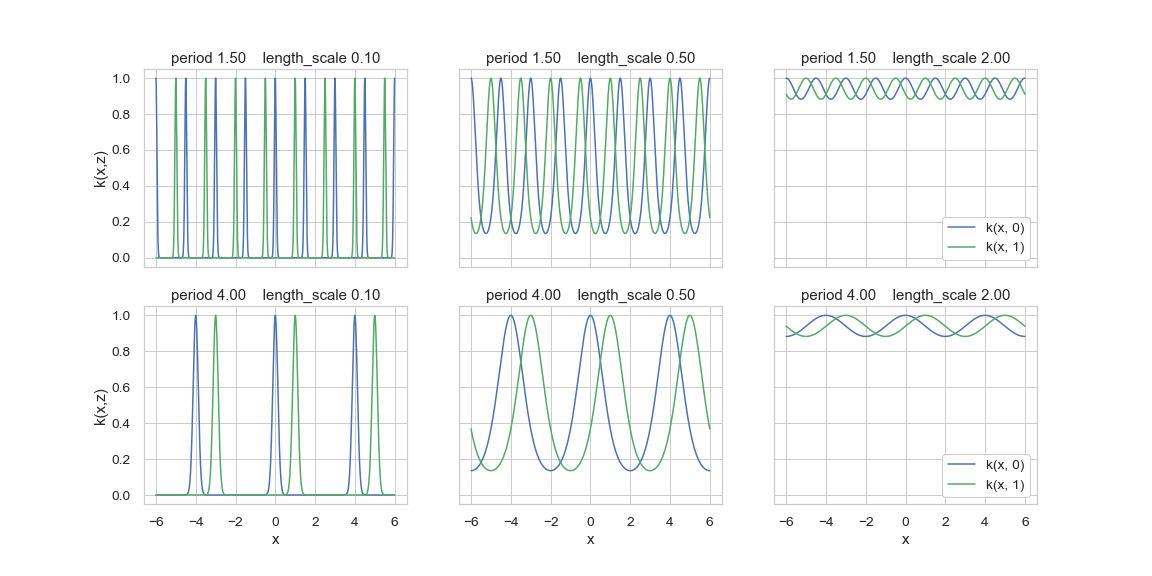 period 1.50    length_scale 0.10
period 1.50    length_scale 0.50
period 1.50    length_scale 2.00
k(x,z)
1.0
0.8
0.6
0.4
0.2
0.0
−6 −4 −2 0 2 4 6
−6 −4 −2 0 2 4 6
−6 −4 −2 0 2 4 6
k(x, 0)
k(x, 1)
period 4.00    length_scale 0.10
period 4.00    length_scale 0.50
period 4.00    length_scale 2.00
k(x,z)
1.0
0.8
0.6
0.4
0.2
0.0
k(x, 0)
k(x, 1)
x
x
x